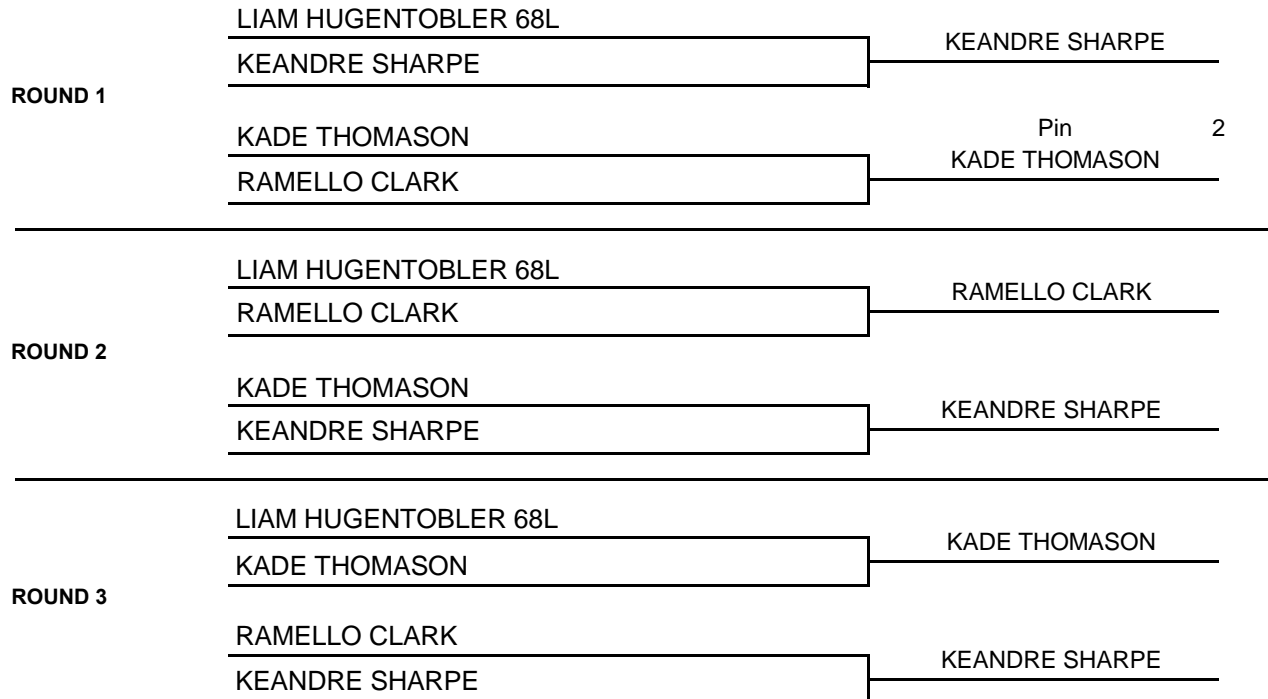 LIAM HUGENTOBLER 68L
KEANDRE SHARPE
KEANDRE SHARPE
ROUND 1
KADE THOMASON
Pin 2
KADE THOMASON
RAMELLO CLARK
LIAM HUGENTOBLER 68L
RAMELLO CLARK
RAMELLO CLARK
ROUND 2
KADE THOMASON
KEANDRE SHARPE
KEANDRE SHARPE
LIAM HUGENTOBLER 68L
KADE THOMASON
KADE THOMASON
ROUND 3
RAMELLO CLARK
KEANDRE SHARPE
KEANDRE SHARPE